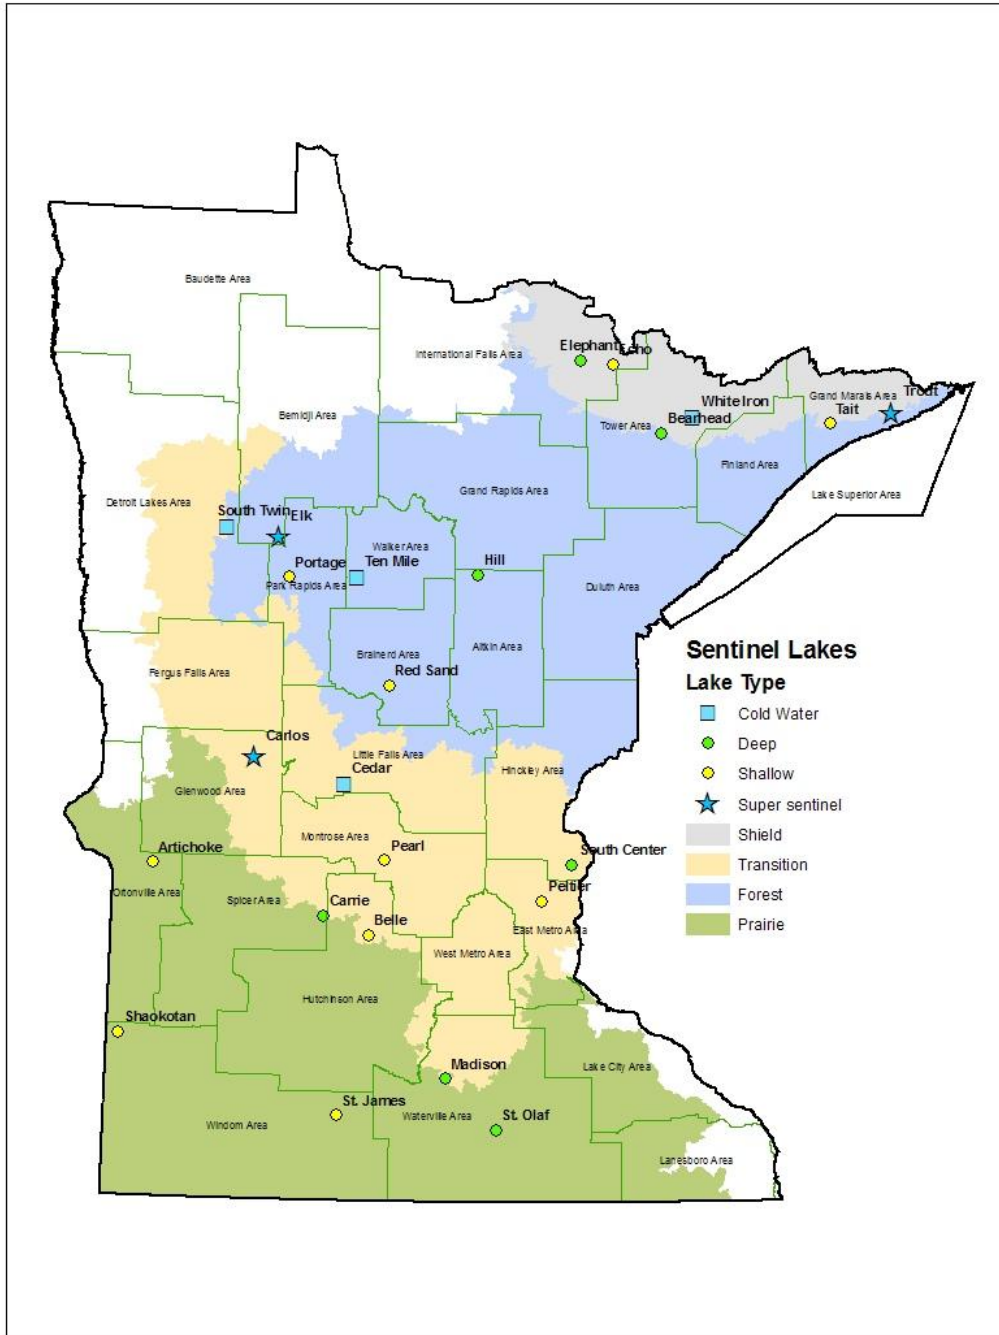 Baudette Area
International Falls Area
Elephant
Echo
Bemidji Area
White Iron
Grand Marais Area
Trout
Tait
Bearhead
Tower Area
Finland Area
Detroit Lakes Area
Grand Rapids Area
Lake Superior Area
South Twin
Elk
Walker Area
Portage
Ten Mile
Hill
Park Rapids Area
Duluth Area
Brainerd Area
Aitkin Area
Red Sand
Fergus Falls Area
Sentinel Lakes
Lake Type
Cold Water
Deep
Shallow
Super sentinel
Shield
Transition
Forest
Prairie
Carlos
Little Falls Area
Cedar
Hinckley Area
Glenwood Area
Montrose Area
Artichoke
Pearl
South Center
Ortonville Area
Spicer Area
Carrie
Peltier
Belle
East Metro Area
West Metro Area
Hutchinson Area
Shaokotan
Madison
Lake City Area
St. James
Windom Area
Waterville Area
St. Olaf
Lanesboro Area